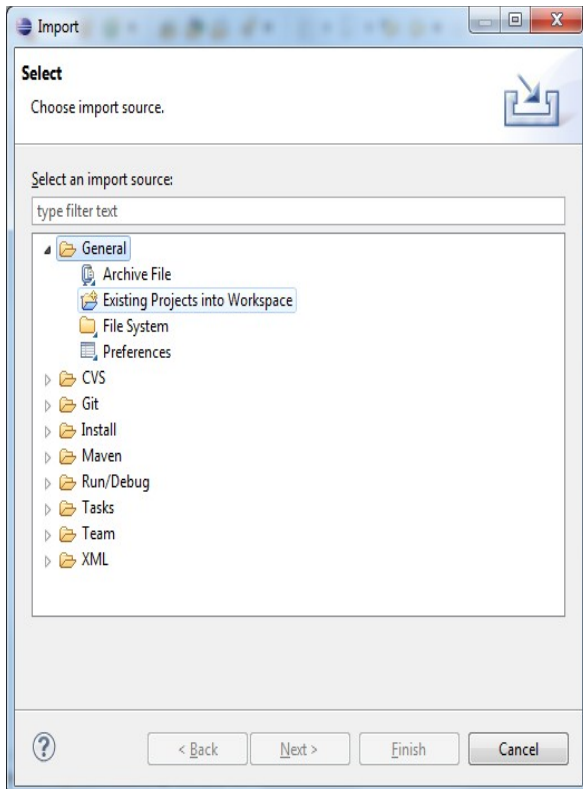 Import
Select
Choose import source.
Select an import source:
type filter text
General
Archive File
Existing Projects into Workspace
File System
Preferences
CVS
Git
Install
Maven
Run/Debug
Tasks
Team
XML
?
< Back Next > Finish Cancel